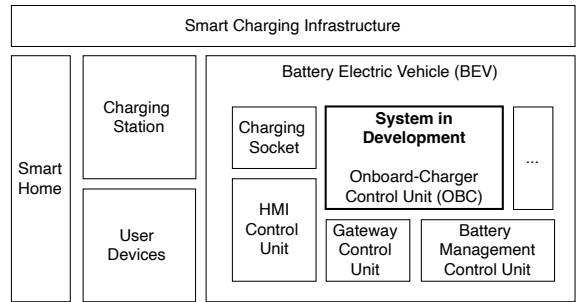 Smart Charging Infrastructure
Smart
Home
Charging
Station
User
Devices
Battery Electric Vehicle (BEV)
Charging
Socket
HMI
Control
Unit
System in
Development
Onboard-Charger
Control Unit (OBC)
...
Gateway
Control
Unit
Battery
Management
Control Unit